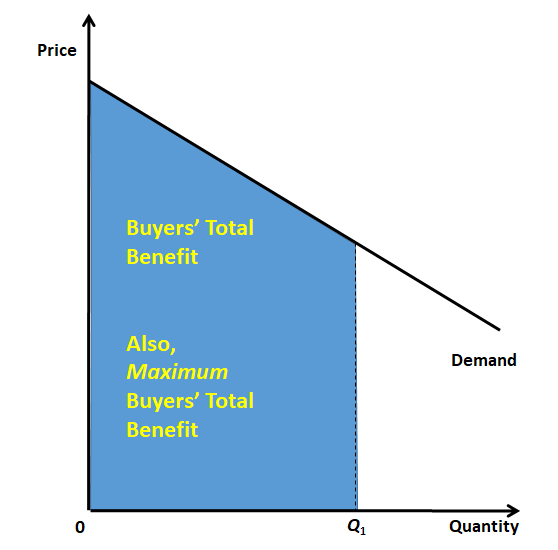 Price
Buyers’ Total
Benefit
Also,
Maximum
Buyers’ Total
Benefit
Demand
0
Q1
Quantity